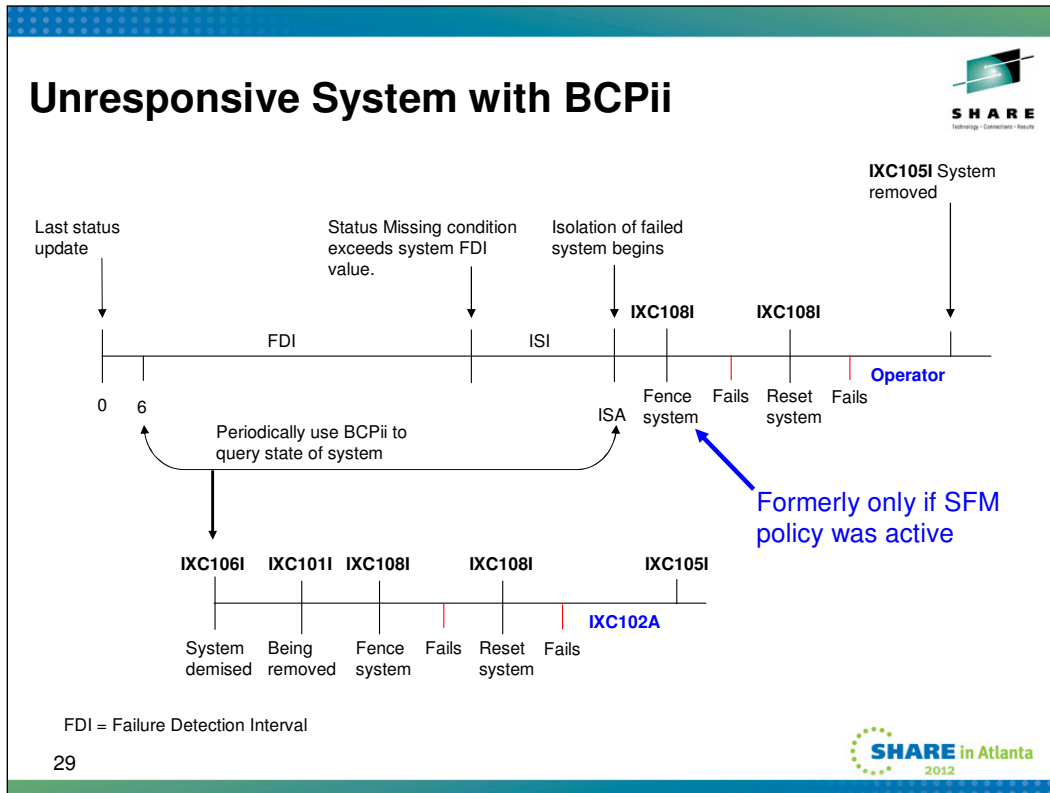 Unresponsive System with BCPii
SHARE
Technology - Connections - Results
IXC105I System
removed
Last status
update
Status Missing condition
exceeds system FDI
value.
Isolation of failed
system begins
IXC108I
IXC108I
FDI
ISI
Operator
0
6
ISA
Fence
system
Fails
Reset
system
Fails
Periodically use BCPii to
query state of system
Formerly only if SFM
policy was active
IXC106I
IXC101I
IXC108I
IXC108I
IXC105I
IXC102A
System
demised
Being
removed
Fence
system
Fails
Reset
system
Fails
FDI = Failure Detection Interval
29
SHARE in Atlanta
2012